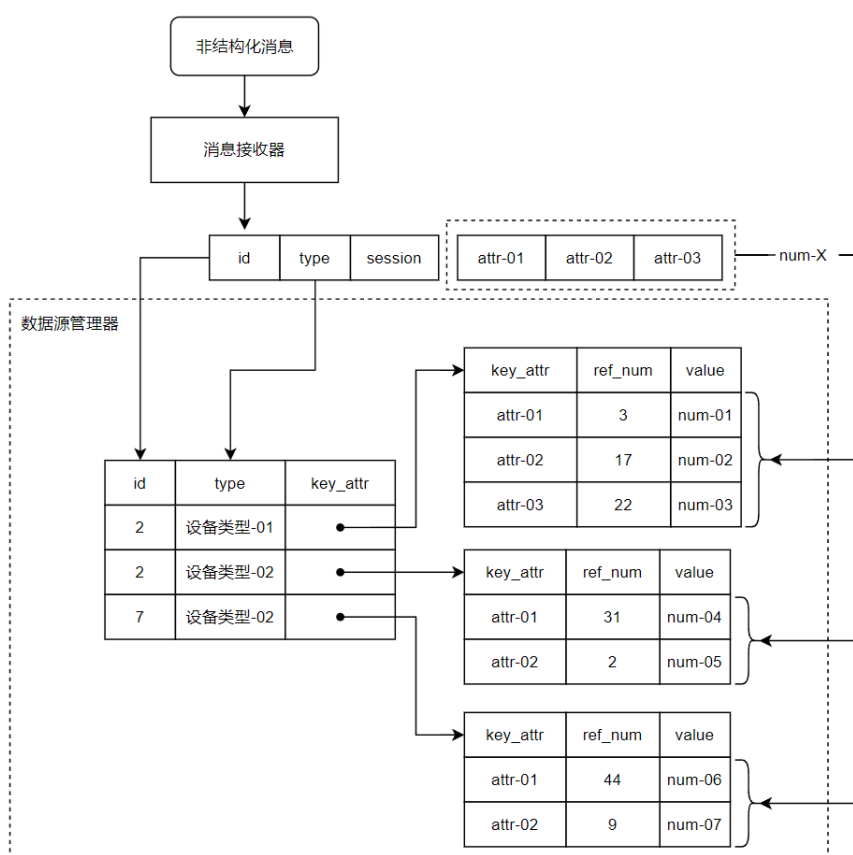 非结构化消息
消息接收器
id type session attr-01 attr-02 attr-03 num-X
数据源管理器
key_attr ref_num value
attr-01 3 num-01
attr-02 17 num-02
attr-03 22 num-03
id type key_attr
2 设备类型-01
2 设备类型-02
7 设备类型-02
key_attr ref_num value
attr-01 31 num-04
attr-02 2 num-05
key_attr ref_num value
attr-01 44 num-06
attr-02 9 num-07